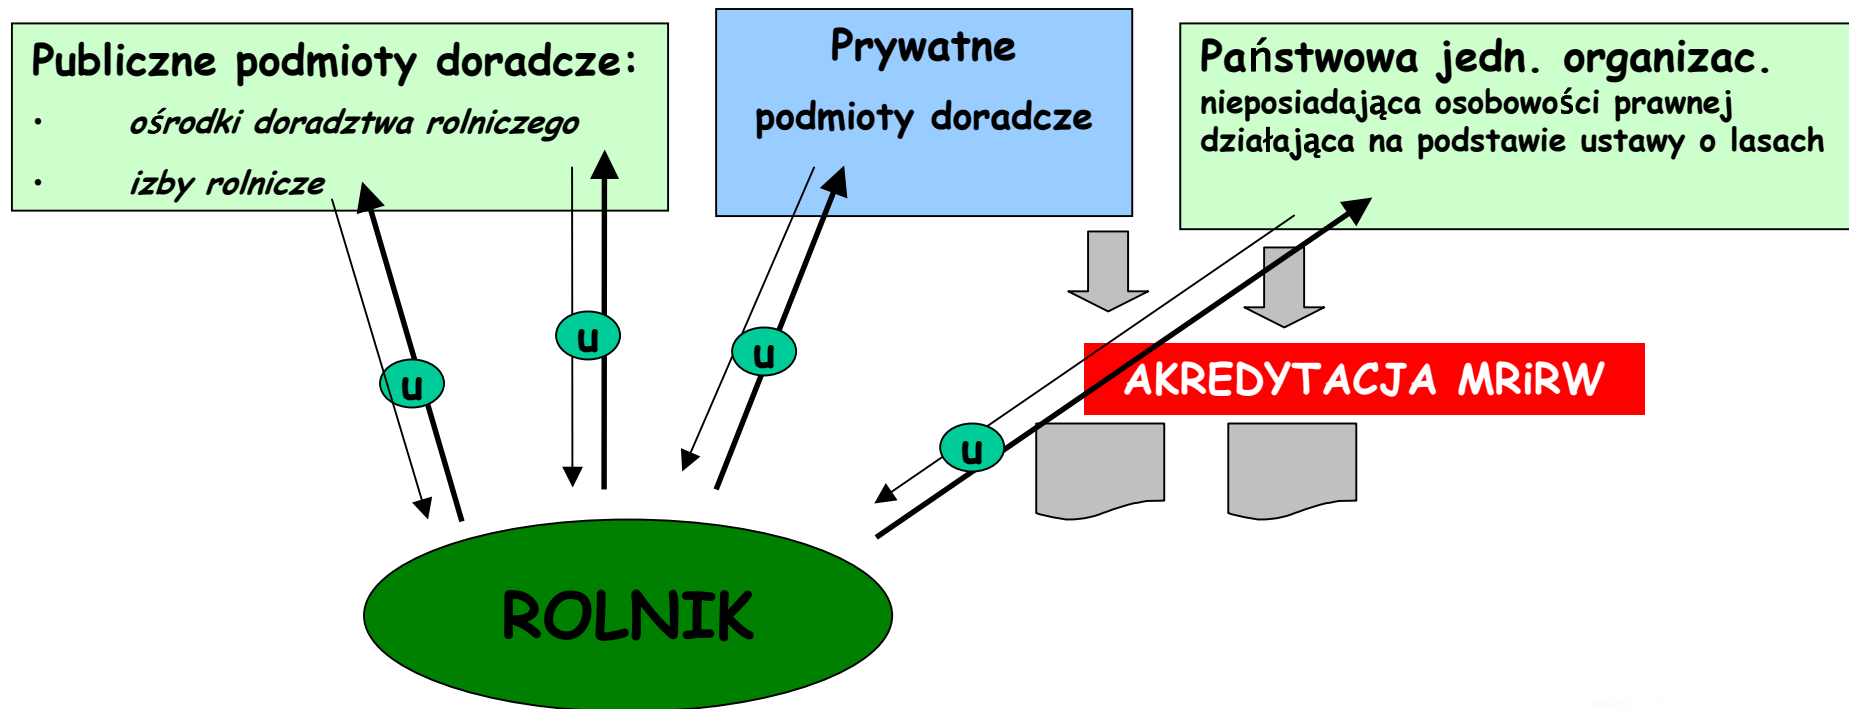 Publiczne podmioty doradcze:
• ośrodki doradztwa rolniczego
• izby rolnicze
Prywatne
podmioty doradcze
Państwowa jedn. organizac.
nieposiadająca osobowości prawnej
działająca na podstawie ustawy o lasach
u
u
u
u
AKREDYTACJA MRiRW
ROLNIK